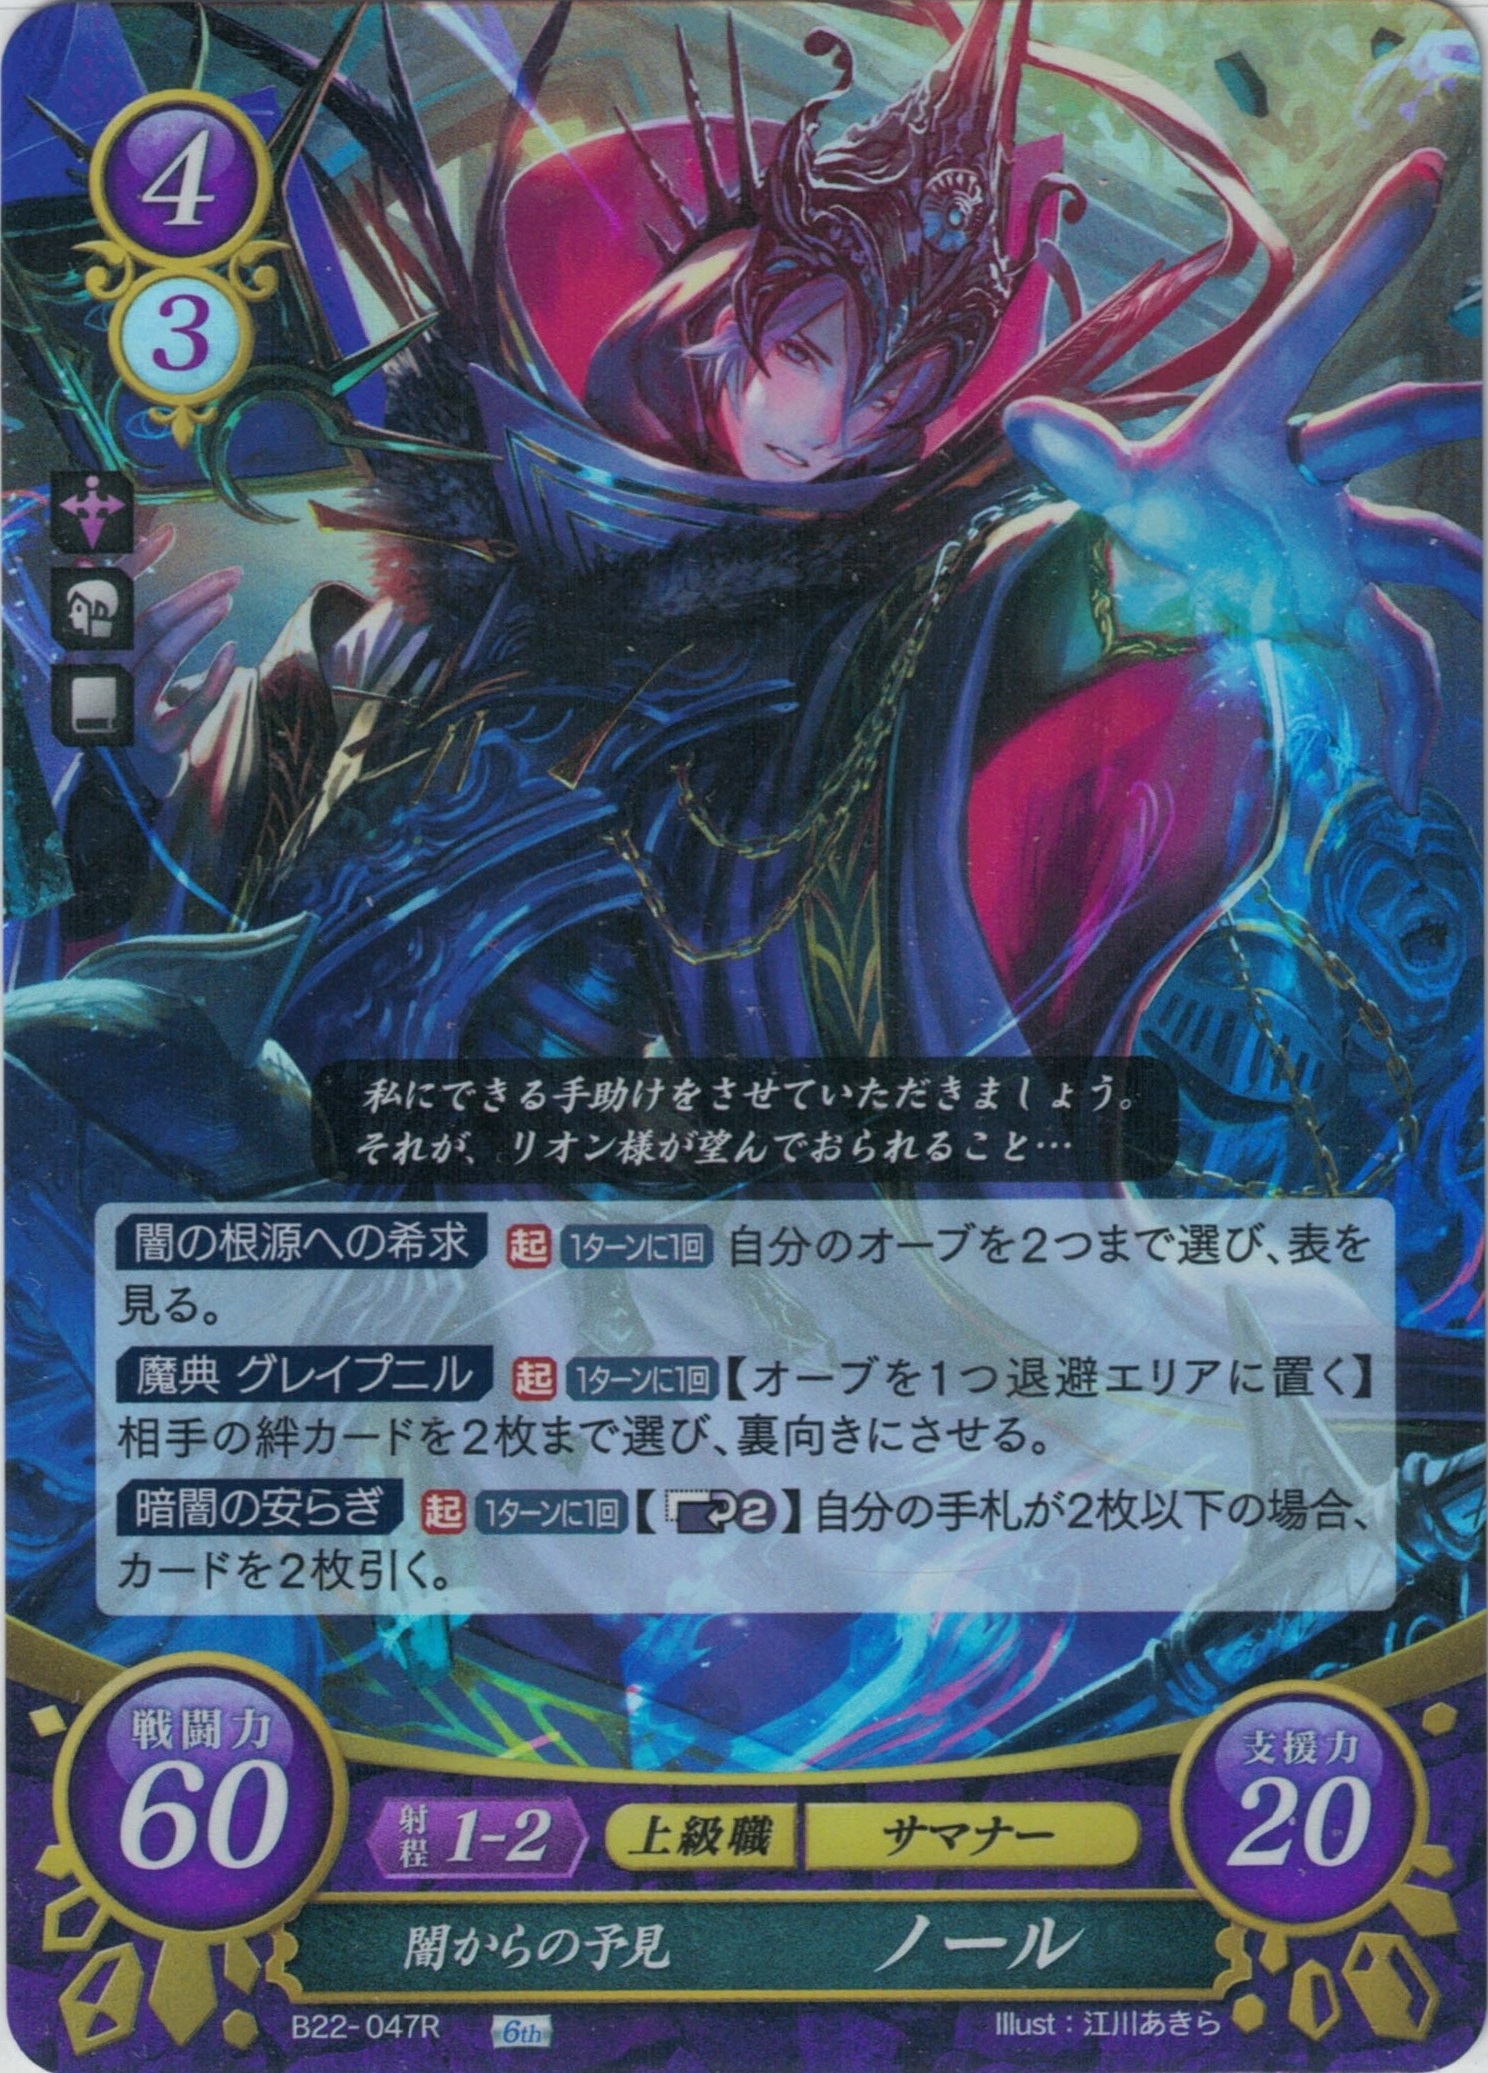 4
3
私にできる手助けをさせていただきましょう。
それが、リオン様が望んでおられること…
闇の根源への希求 起 1ターンに1回 自分のオーブを2つまで選び、表を
見る。
魔典 グレイプニル 起 1ターンに1回【オーブを1つ退避エリアに置く】
相手の絆カードを2枚まで選び、裏向きにさせる。
暗闇の安らぎ 起 1ターンに1回【2】自分の手札が2枚以下の場合、
カードを2枚引く。
戦闘力
60
射程 1-2
上級職
サマナー
支援力
20
闇からの予見 ノール
B22-047R
6th
Illust：江川あきら